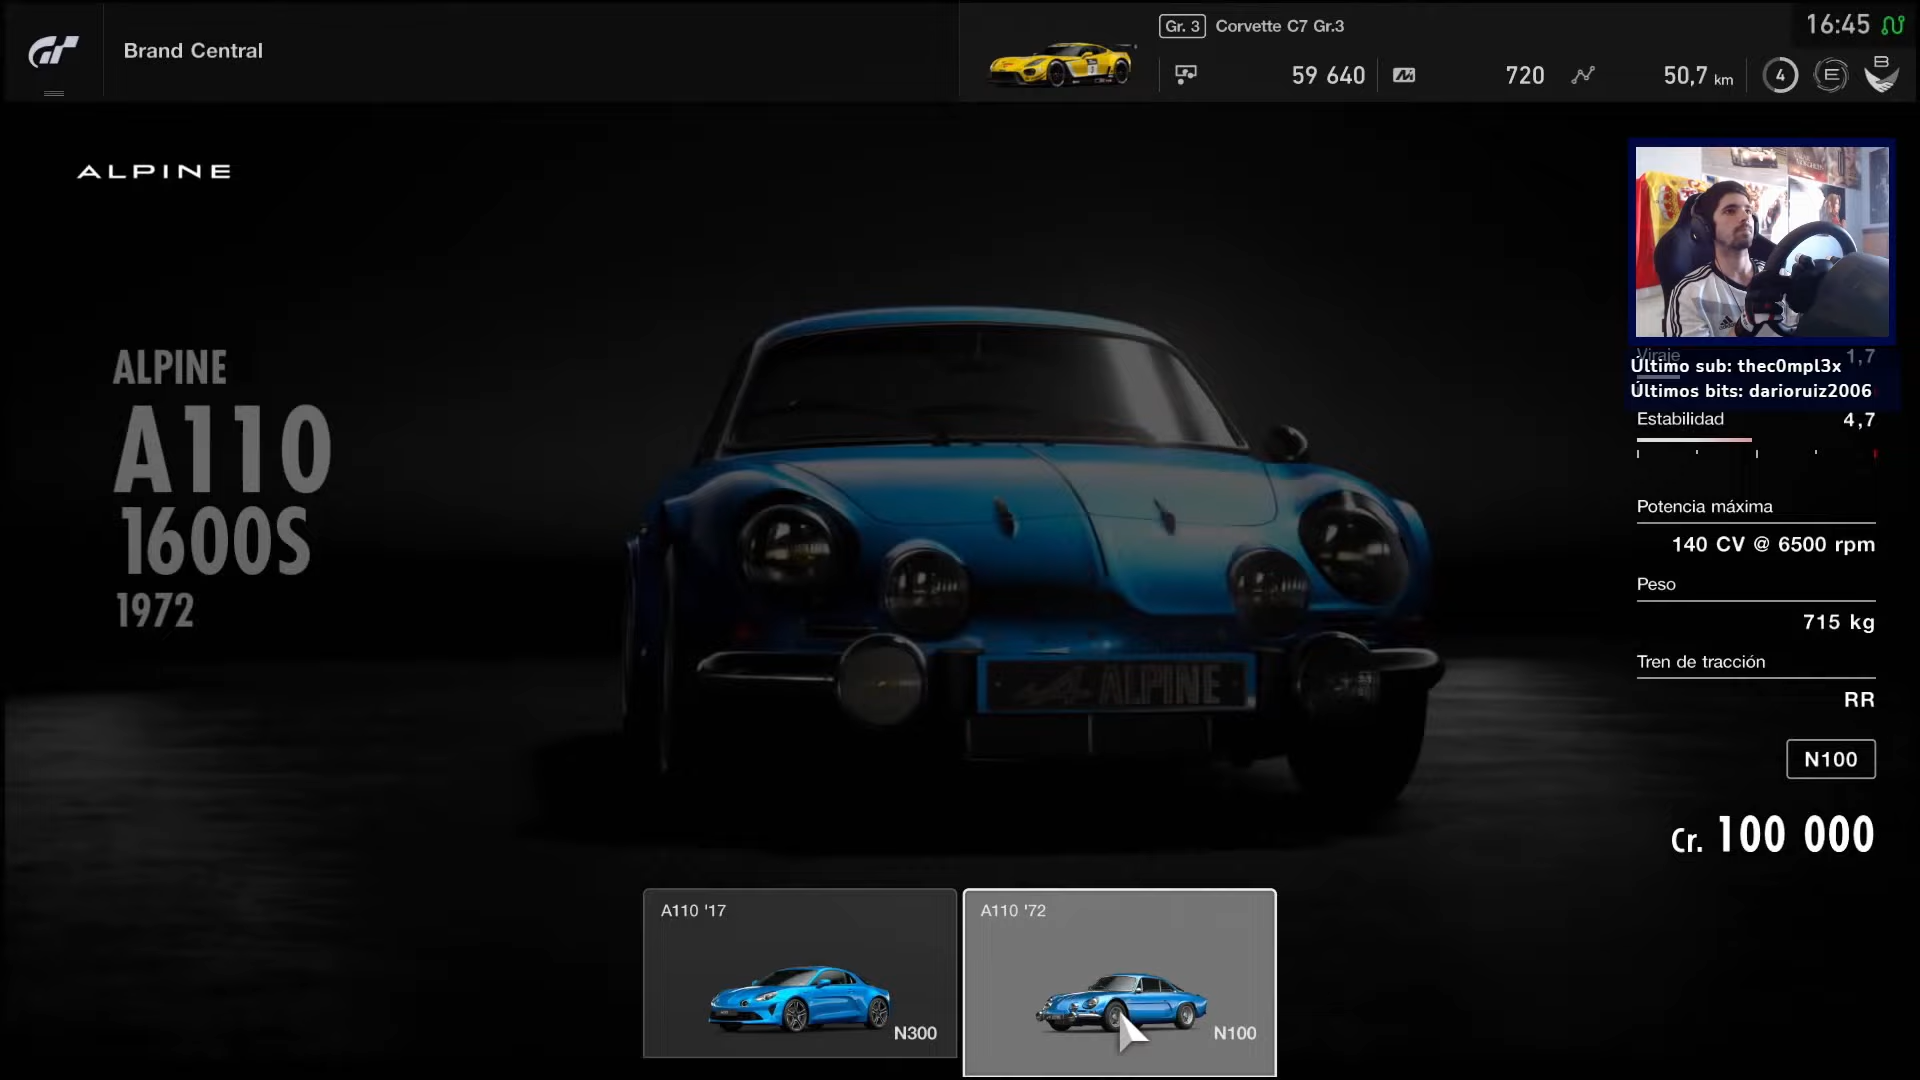 Brand Central
Gr. 3 Corvette C7 Gr.3
59 640
720
50,7 km
4
E
B
16:45
ALPINE
ALPINE
A110
1600S
1972
ALPINE
Viraje 1,7
Último sub: thec0mpl3x
Últimos bits: darioruiz2006
Estabilidad 4,7
Potencia máxima
140 CV @ 6500 rpm
Peso
715 kg
Tren de tracción
RR
N100
Cr. 100 000
A110 '17
N300
A110 '72
N100